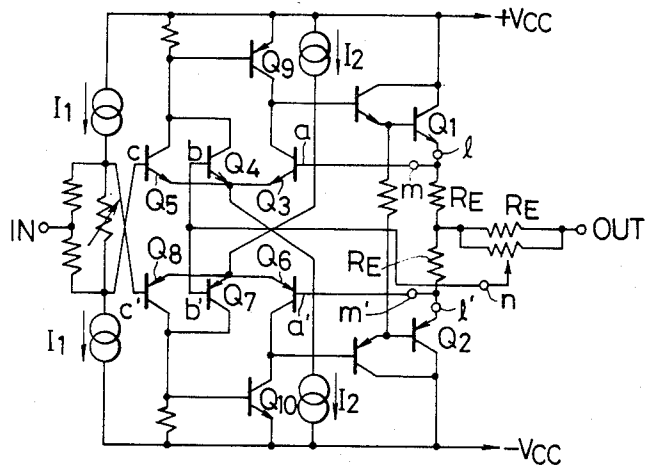 +VCC
Q9
I2
I1
Q1
l
a
c
b
Q4
m
Q5
Q3
RE
RE
IN
OUT
Q8
Q6
RE
Q7
n
c'
b'
a'
m'
l'
I1
Q2
Q10
I2
−VCC